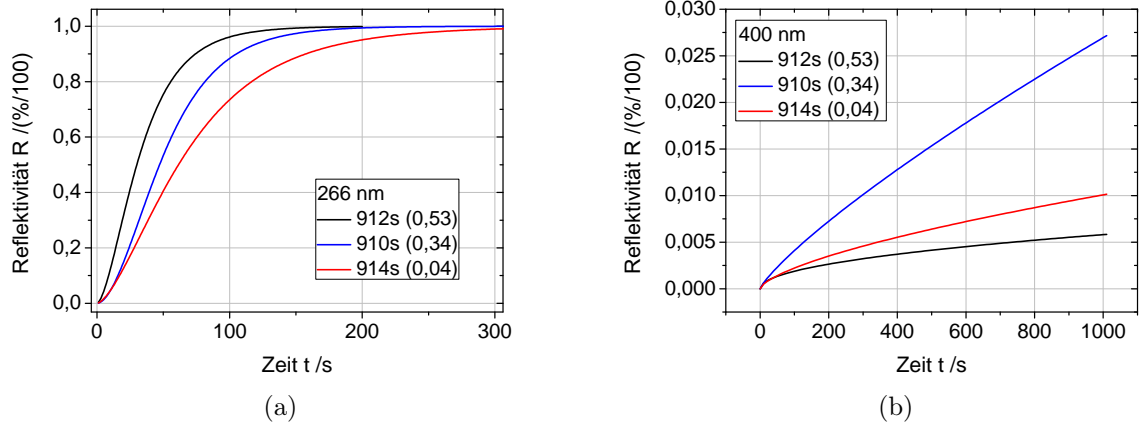 1,0
0,8
0,6
0,4
0,2
0,0
Reflektivität R /(%/100)
266 nm
912s (0,53)
910s (0,34)
914s (0,04)
0 100 200 300
Zeit t /s
(a)
0,030
0,025
0,020
0,015
0,010
0,005
0,000
Reflektivität R /(%/100)
400 nm
912s (0,53)
910s (0,34)
914s (0,04)
0 200 400 600 800 1000
Zeit t /s
(b)